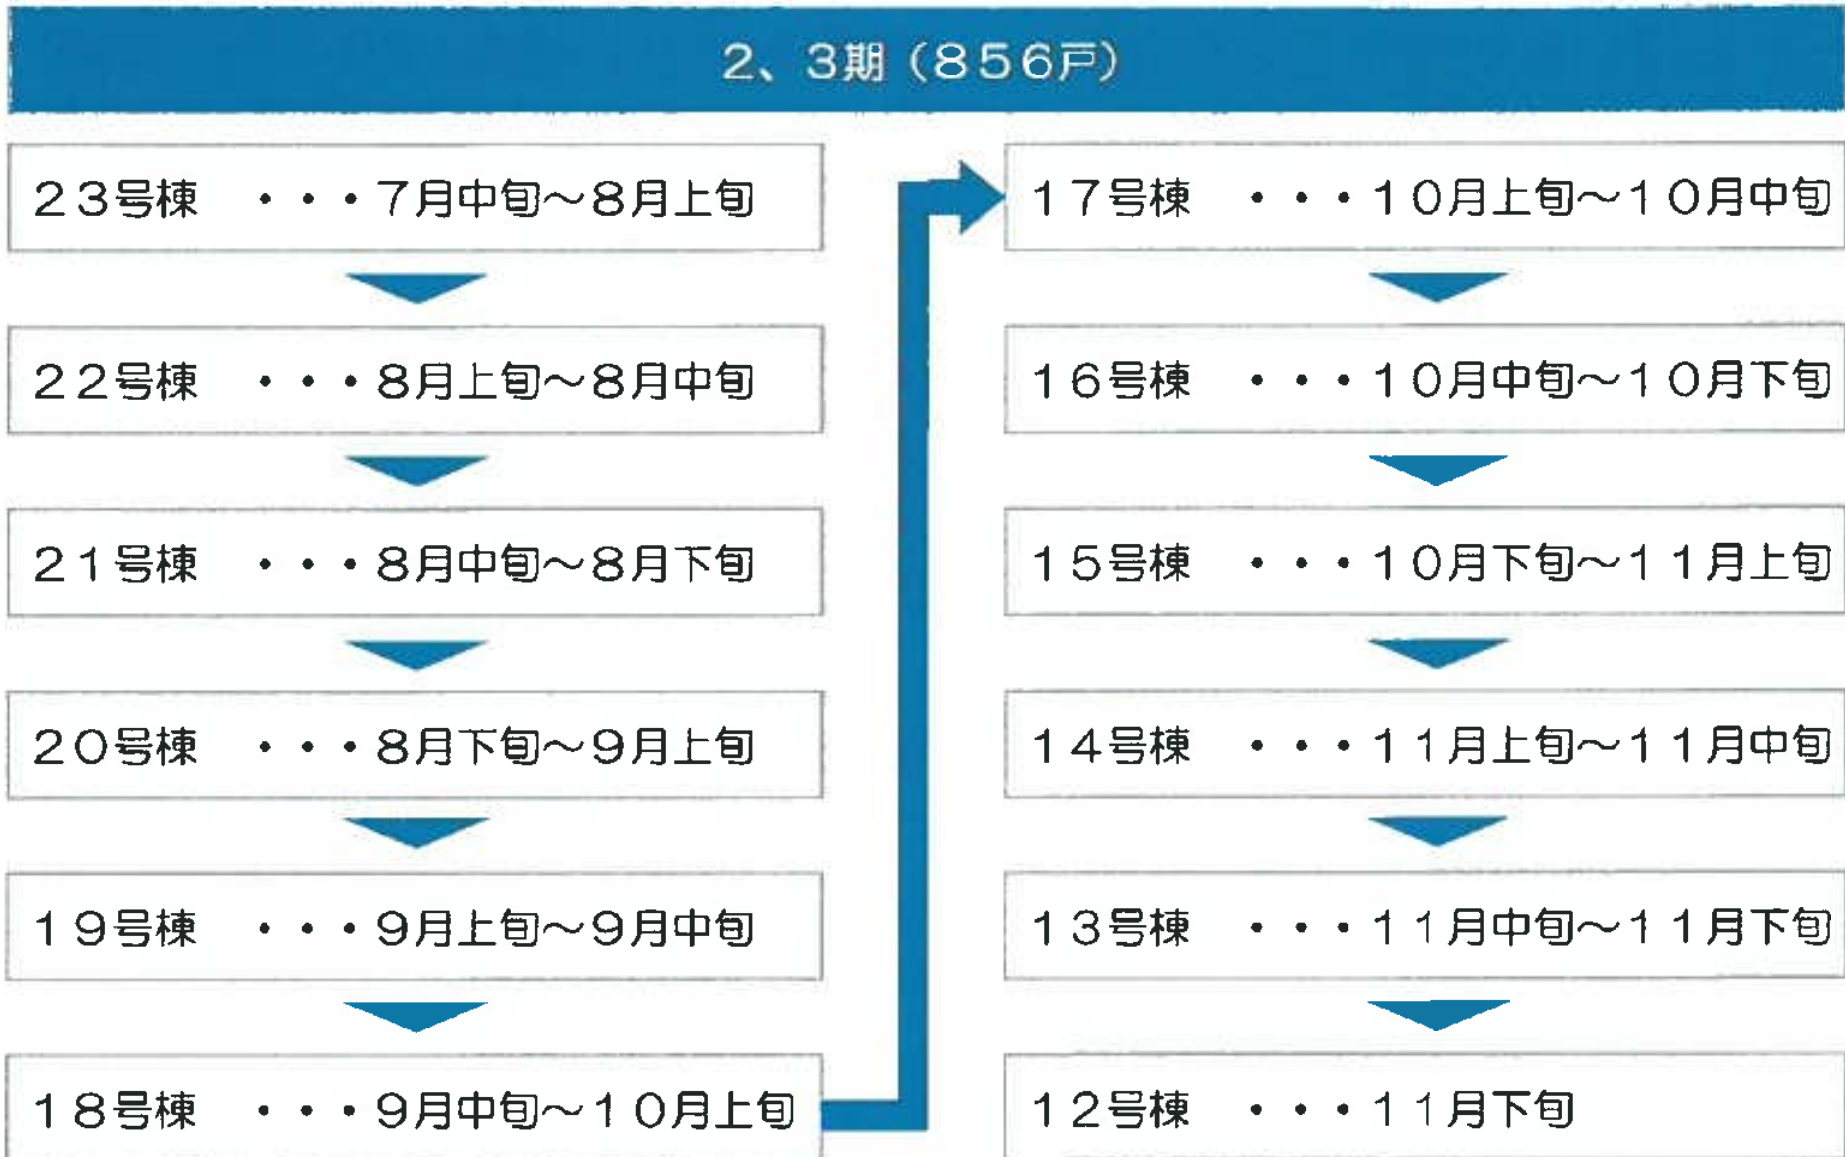 2、3期（856戸）
23号棟　・・・7月中旬～8月上旬
22号棟　・・・8月上旬～8月中旬
21号棟　・・・8月中旬～8月下旬
20号棟　・・・8月下旬～9月上旬
19号棟　・・・9月上旬～9月中旬
18号棟　・・・9月中旬～10月上旬
17号棟　・・・10月上旬～10月中旬
16号棟　・・・10月中旬～10月下旬
15号棟　・・・10月下旬～11月上旬
14号棟　・・・11月上旬～11月中旬
13号棟　・・・11月中旬～11月下旬
12号棟　・・・11月下旬